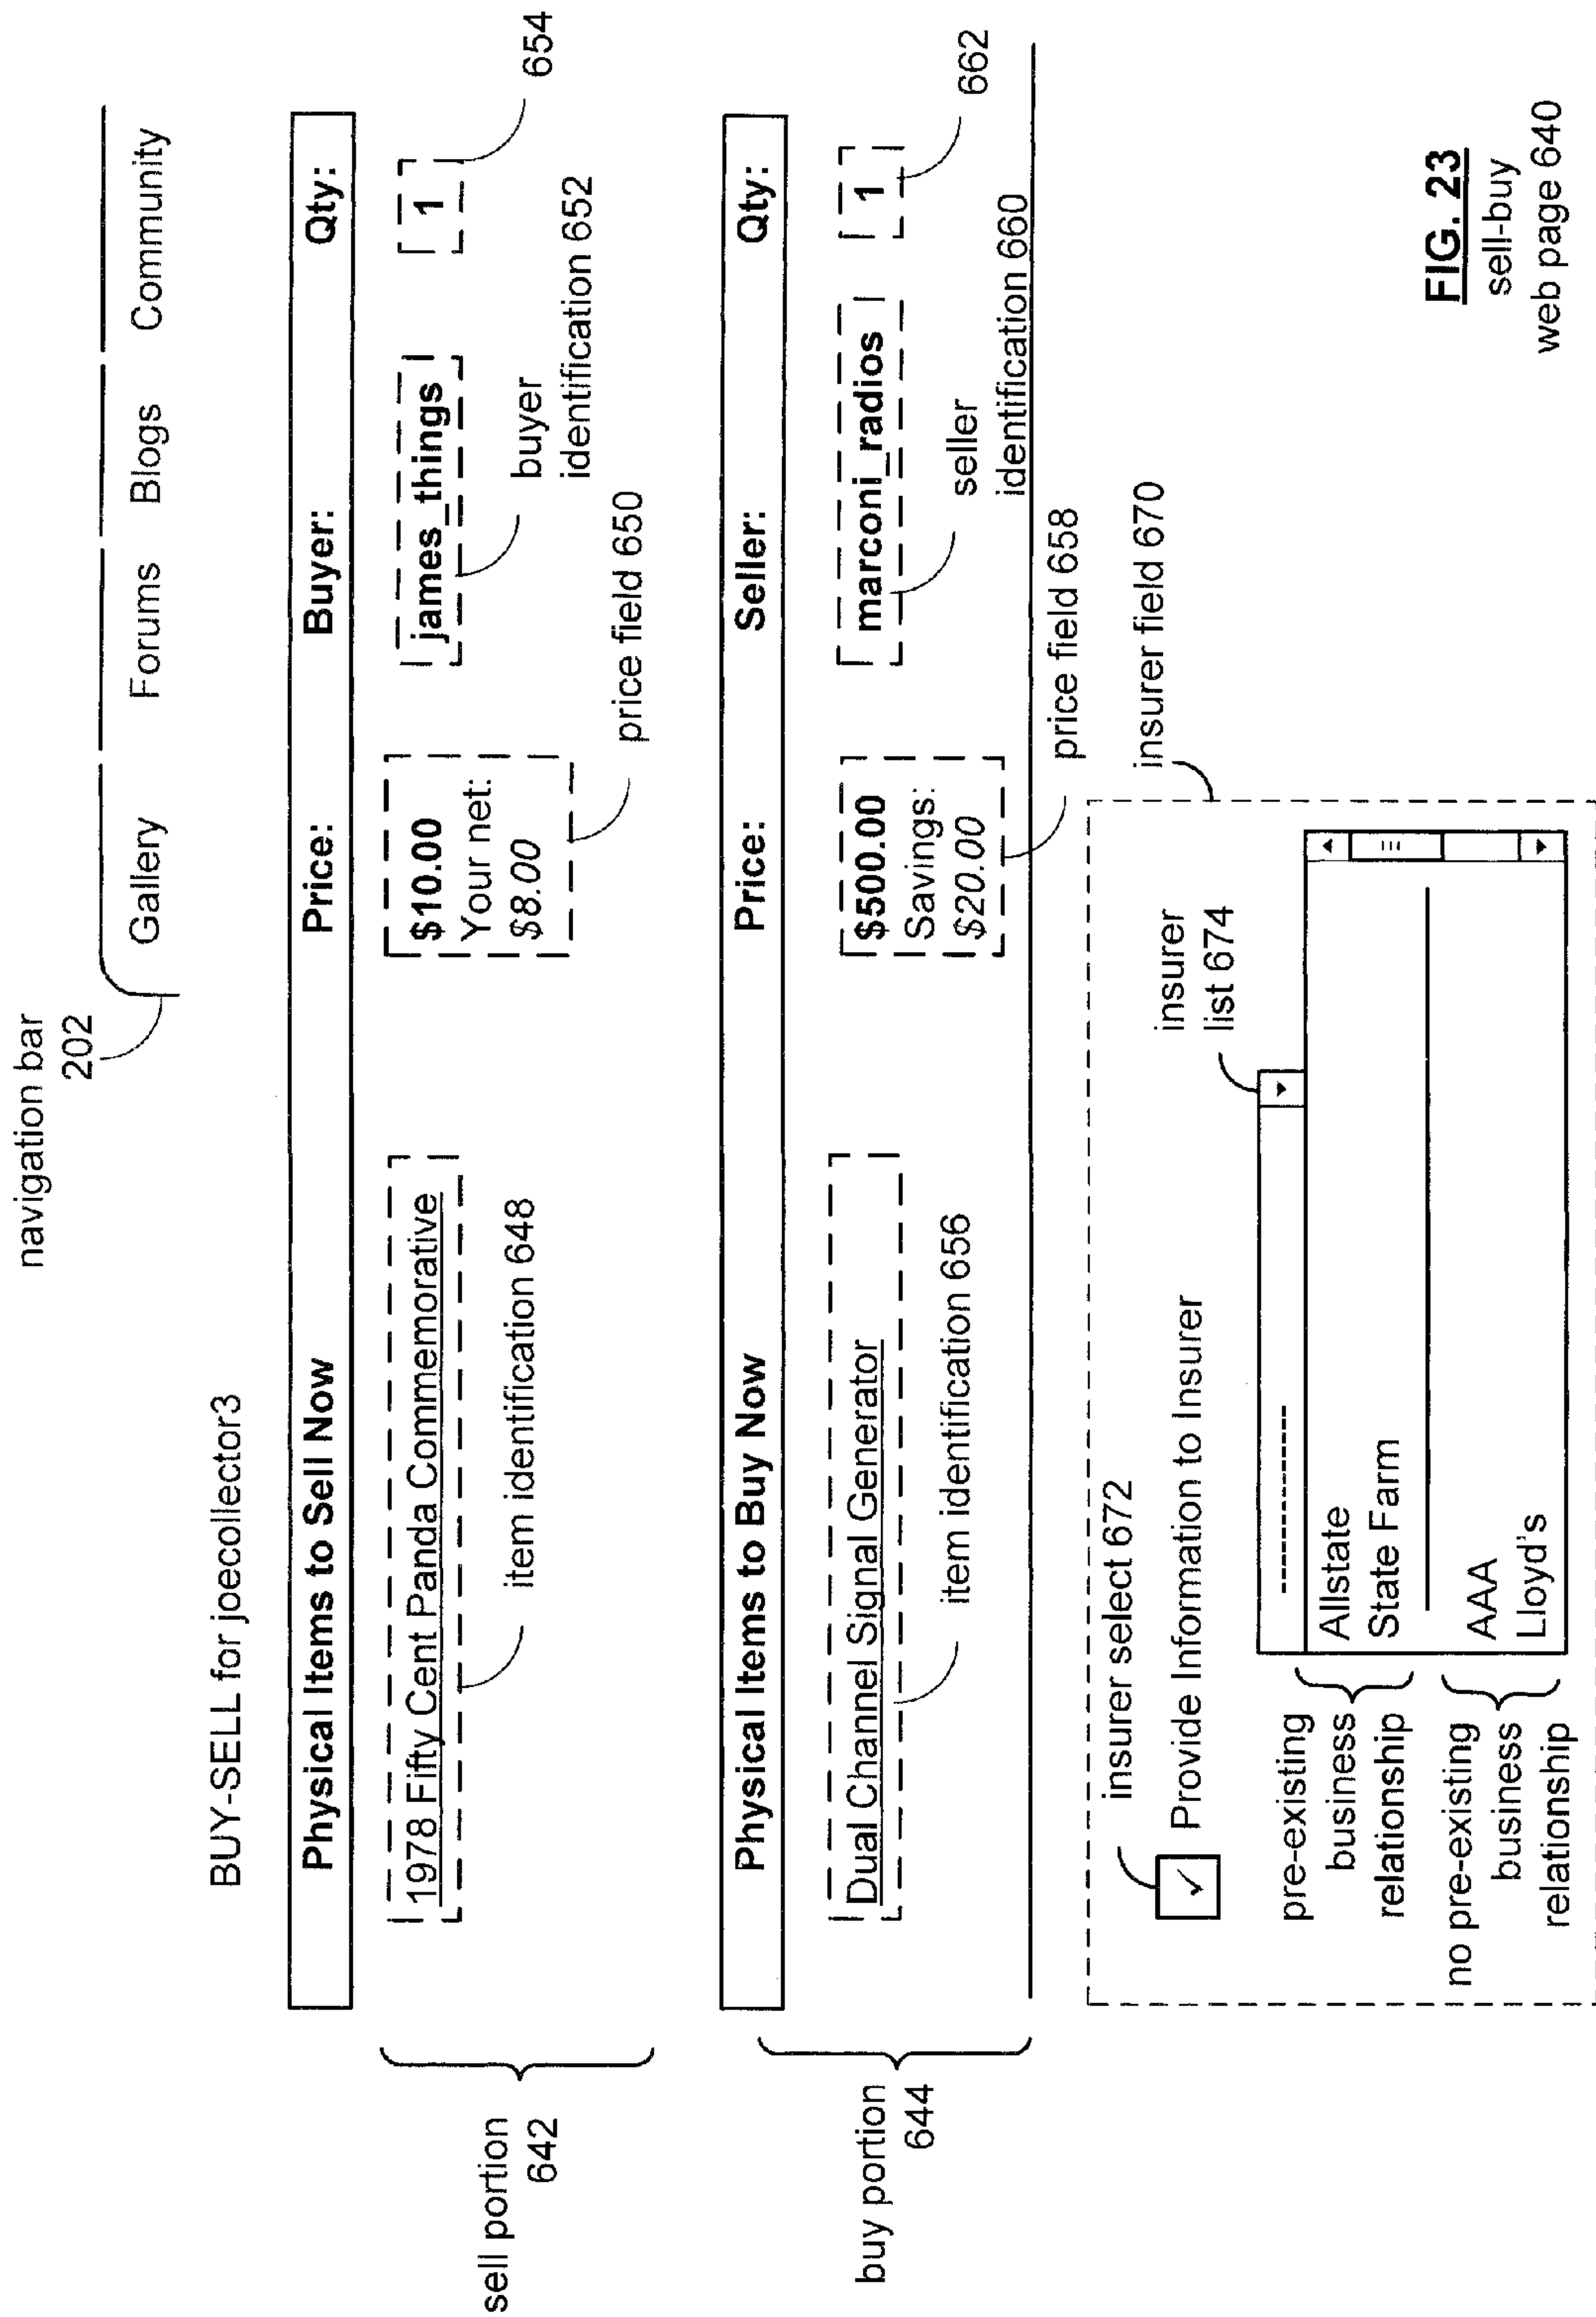 navigation bar
202
Gallery Forums Blogs Community
BUY-SELL for joecollector3
Physical Items to Sell Now Price: Buyer: Qty:
1978 Fifty Cent Panda Commemorative $10.00 james_things 1
Your net:
$8.00
654
item identification 648
buyer
identification 652
price field 650
sell portion
642
Physical Items to Buy Now Price: Seller: Qty:
Dual Channel Signal Generator $500.00 marconi_radios 1
Savings:
$20.00
662
item identification 656
seller
identification 660
price field 658
buy portion
644
insurer field 670
insurer select 672
✓ Provide Information to Insurer
insurer
list 674
--------------
pre-existing
business
relationship
Allstate
State Farm
no pre-existing
business
relationship
AAA
Lloyd's
FIG. 23
sell-buy
web page 640